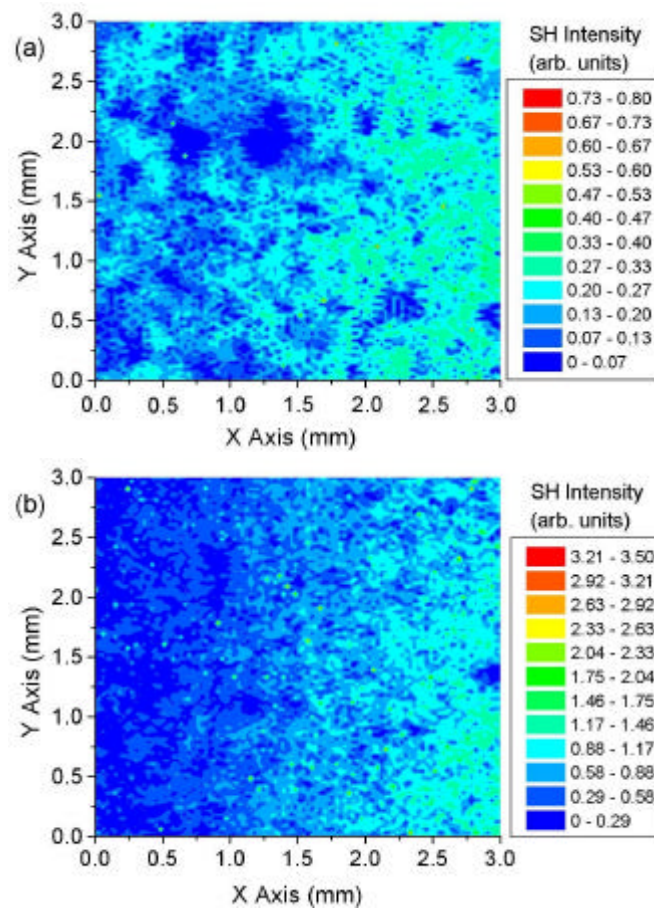 (a)
3.0
2.5
2.0
1.5
1.0
0.5
0.0
Y Axis (mm)
0.0 0.5 1.0 1.5 2.0 2.5 3.0
X Axis (mm)
SH Intensity
(arb. units)
0.73 - 0.80
0.67 - 0.73
0.60 - 0.67
0.53 - 0.60
0.47 - 0.53
0.40 - 0.47
0.33 - 0.40
0.27 - 0.33
0.20 - 0.27
0.13 - 0.20
0.07 - 0.13
0 - 0.07
(b)
3.0
2.5
2.0
1.5
1.0
0.5
0.0
Y Axis (mm)
0.0 0.5 1.0 1.5 2.0 2.5 3.0
X Axis (mm)
SH Intensity
(arb. units)
3.21 - 3.50
2.92 - 3.21
2.63 - 2.92
2.33 - 2.63
2.04 - 2.33
1.75 - 2.04
1.46 - 1.75
1.17 - 1.46
0.88 - 1.17
0.58 - 0.88
0.29 - 0.58
0 - 0.29